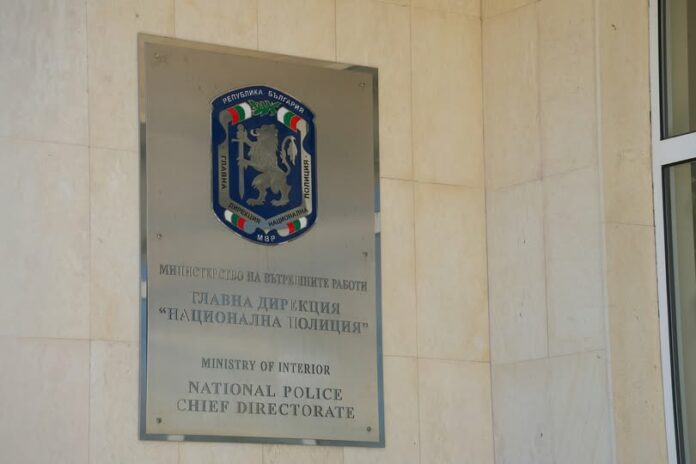 РЕПУБЛИКА БЪЛГАРИЯ
ГЛАВНА
ДИРЕКЦИЯ
НАЦИОНАЛНА
ПОЛИЦИЯ
МВР
МИНИСТЕРСТВО НА ВЪТРЕШНИТЕ РАБОТИ
ГЛАВНА ДИРЕКЦИЯ
“НАЦИОНАЛНА ПОЛИЦИЯ”
MINISTRY OF INTERIOR
NATIONAL POLICE
CHIEF DIRECTORATE